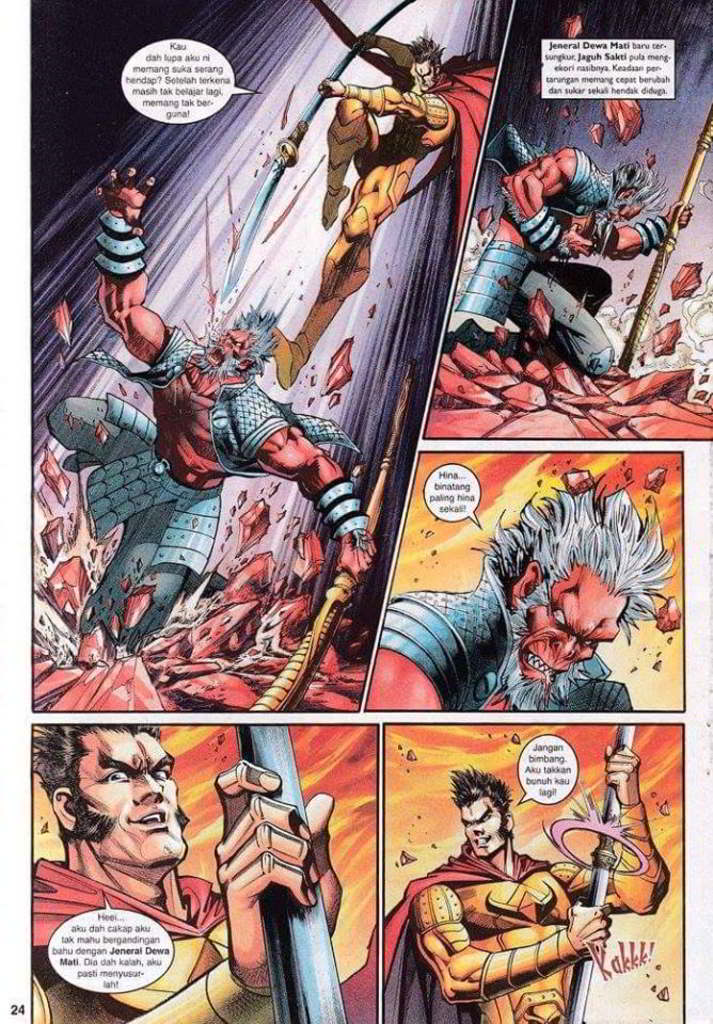 Kau
dah lupa aku ni
memang suka serang
hendap? Setelah terkena
masih tak belajar lagi,
memang tak ber-
guna!
Jeneral Dewa Mati baru ter-
sungkur, Jaguh Sakti pula meng-
ekori nasibnya. Keadaan per-
tarungan memang cepat berubah
dan sukar sekali hendak diduga.
Hina...
binatang
paling hina
sekali!
Heei...
aku dah cakap aku
tak mahu bergandingan
bahu dengan Jeneral Dewa
Mati. Dia dah kalah, aku
pasti menyusur-
lah!
Jangan
bimbang.
Aku takkan
bunuh kau
lagi!
Kakkk!
24